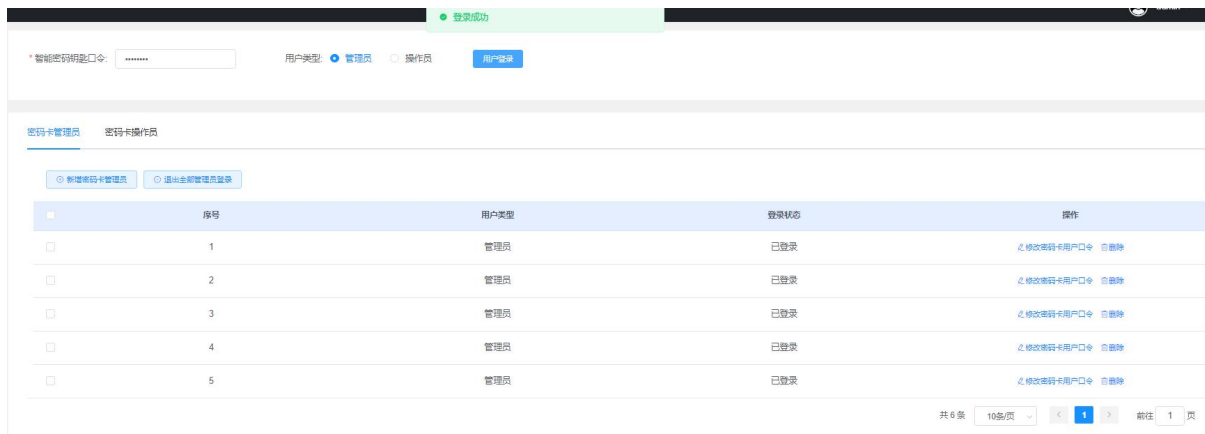 登录成功
* 智能密码钥匙口令: ········ 用户类型: 管理员 操作员 用户登录
密码卡管理员 密码卡操作员
新增密码卡管理员 退出全部管理员登录
序号 用户类型 登录状态 操作
1 管理员 已登录 修改密码卡用户口令 删除
2 管理员 已登录 修改密码卡用户口令 删除
3 管理员 已登录 修改密码卡用户口令 删除
4 管理员 已登录 修改密码卡用户口令 删除
5 管理员 已登录 修改密码卡用户口令 删除
共 6 条 10条/页 < 1 > 前往 1 页